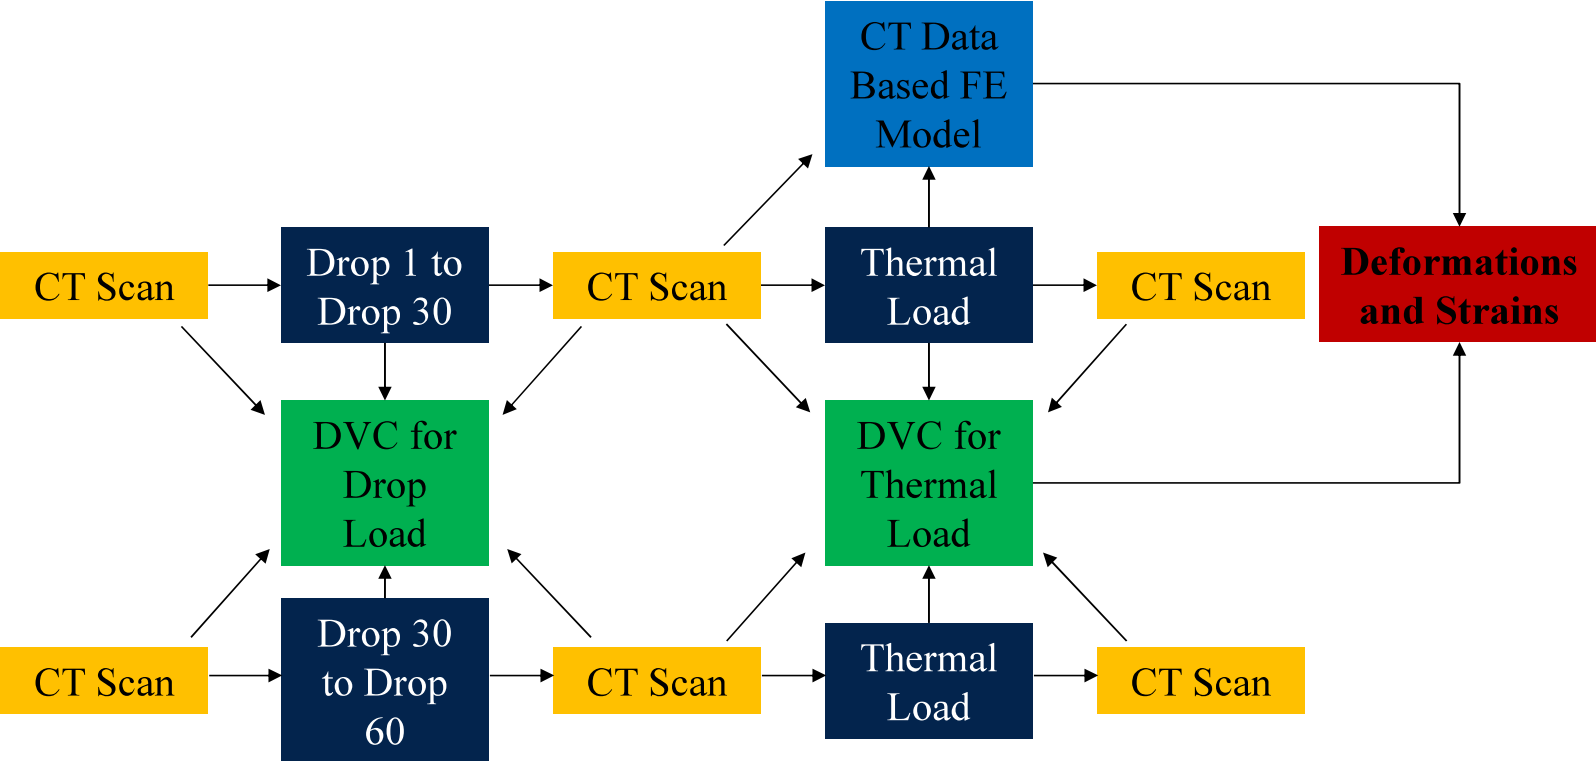 CT Data
Based FE
Model
CT Scan
Drop 1 to
Drop 30
CT Scan
Thermal
Load
CT Scan
Deformations
and Strains
DVC for
Drop
Load
DVC for
Thermal
Load
CT Scan
Drop 30
to Drop
60
CT Scan
Thermal
Load
CT Scan